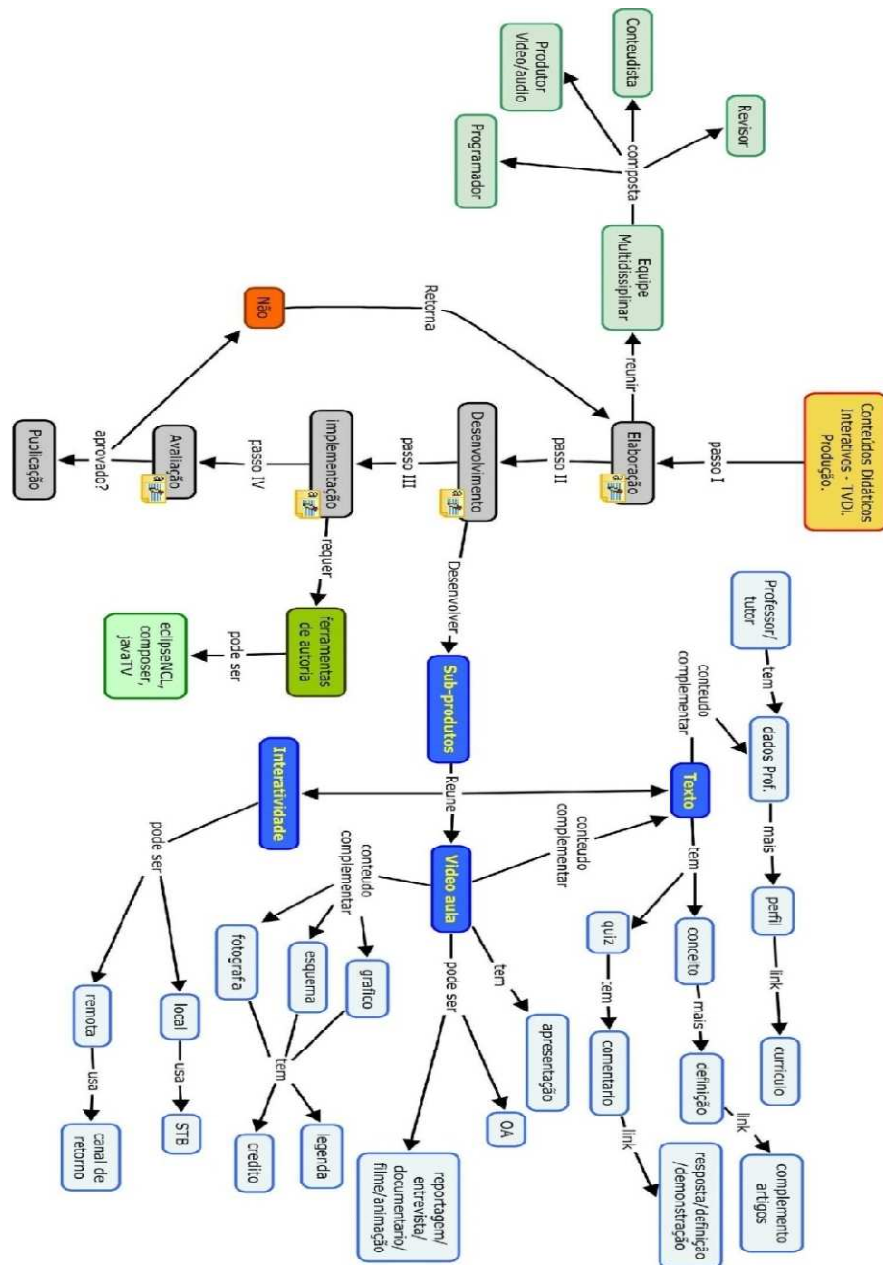 Conteúdos Didáticos
Interativos - TVDi.
Produção.
passo I
Elaboração
reunir
Equipe
Multidissiplinar
composta
Revisor
Conteudista
Produtor
Video/audio
Programador
passo II
Desenvolvimento
passo III
implementação
passo IV
Avaliação
aprovado?
Publicação
Não
Retorna
requer
ferramentas
de autoria
pode ser
eclipseNCL,
composer,
javaTV
Desenvolver
Sub-produtos
Reune
Texto
Video aula
Interatividade
conteudo
complementar
Professor/
tutor
tem
dados Prof.
mais
perfil
link
curriculo
tem
conceito
mais
definição
link
complemento
artigos
quiz
tem
comentario
link
resposta/definição
/demonstração
conteudo
complementar
tem
apresentação
pode ser
OA
reportagem/
entrevista/
documentario/
filme/animação
conteudo
complementar
grafico
esquema
fotografa
tem
legenda
credito
pode ser
local
usa
STB
remota
usa
canal de
retorno